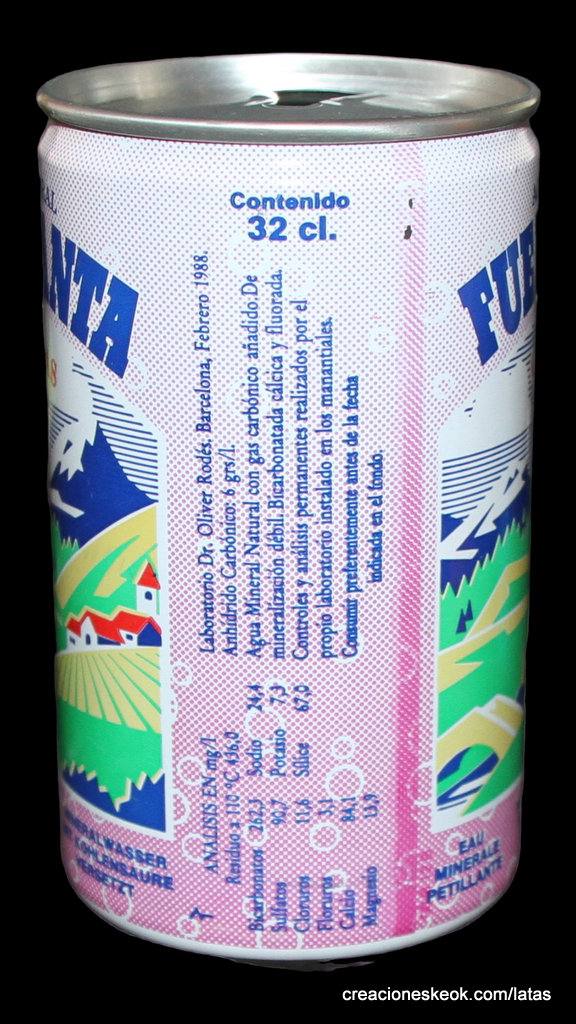 Contenido
32 cl.
Laboratorio Dr. Oliver Rodés. Barcelona, Febrero 1988.
Anhidrido Carbónico: 6 grs/l.
Agua Mineral Natural con gas carbónico añadido. De
mineralización débil. Bicarbonatada cálcica y fluorada.
Controles y análisis permanentes realizados por el
propio laboratorio instalado en los manantiales.
Consumir preferentemente antes de la fecha
indicada en el fondo.
ANALISIS EN mg/l
Residuo a 110 °C 456,0
Bicarbonatos 262,3 Sodio 24,4
Sulfatos 90,7 Potasio 7,3
Cloruros 11,6 Sílice 67,0
Fluoruros 3,1
Calcio 84,1
Magnesio 13,9
NTA
FUE
KOHLENSAURE
VERSETZT
EAU
MINERALE
PETILLANTE
creacioneskeok.com/latas